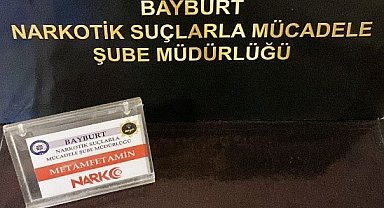 BAYBURT
NARKOTİK SUÇLARLA MÜCADELE
ŞUBE MÜDÜRLÜĞÜ
BAYBURT
NARKOTİK SUÇLARLA
MÜCADELE ŞUBE MÜDÜRLÜĞÜ
METAMFETAMİN
NARKO